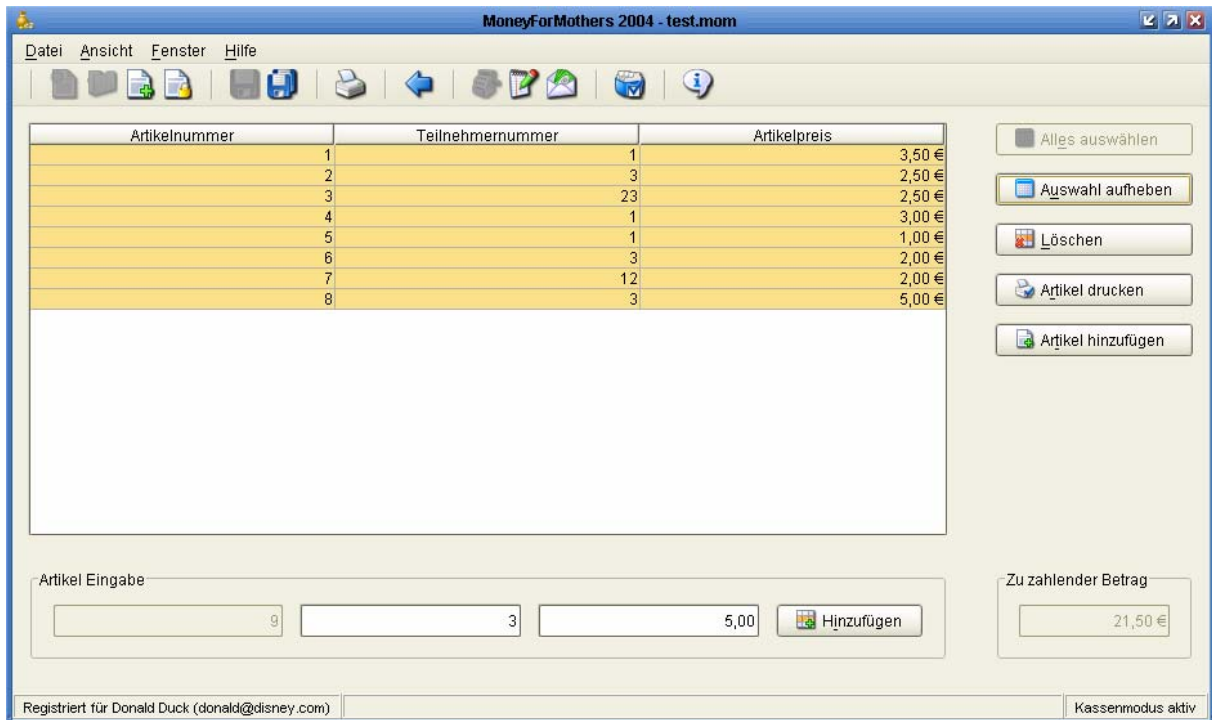 MoneyForMothers 2004 - test.mom
Datei Ansicht Fenster Hilfe
Artikelnummer Teilnehmernummer Artikelpreis
1 1 3,50 €
2 3 2,50 €
3 23 2,50 €
4 1 3,00 €
5 1 1,00 €
6 3 2,00 €
7 12 2,00 €
8 3 5,00 €
Alles auswählen
Auswahl aufheben
Löschen
Artikel drucken
Artikel hinzufügen
Artikel Eingabe
9 3 5,00 Hinzufügen
Zu zahlender Betrag
21,50 €
Registriert für Donald Duck (donald@disney.com)
Kassenmodus aktiv